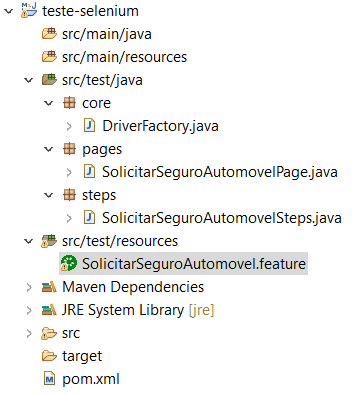 teste-selenium
src/main/java
src/main/resources
src/test/java
core
DriverFactory.java
pages
SolicitarSeguroAutomovelPage.java
steps
SolicitarSeguroAutomovelSteps.java
src/test/resources
SolicitarSeguroAutomovel.feature
Maven Dependencies
JRE System Library [jre]
src
target
pom.xml